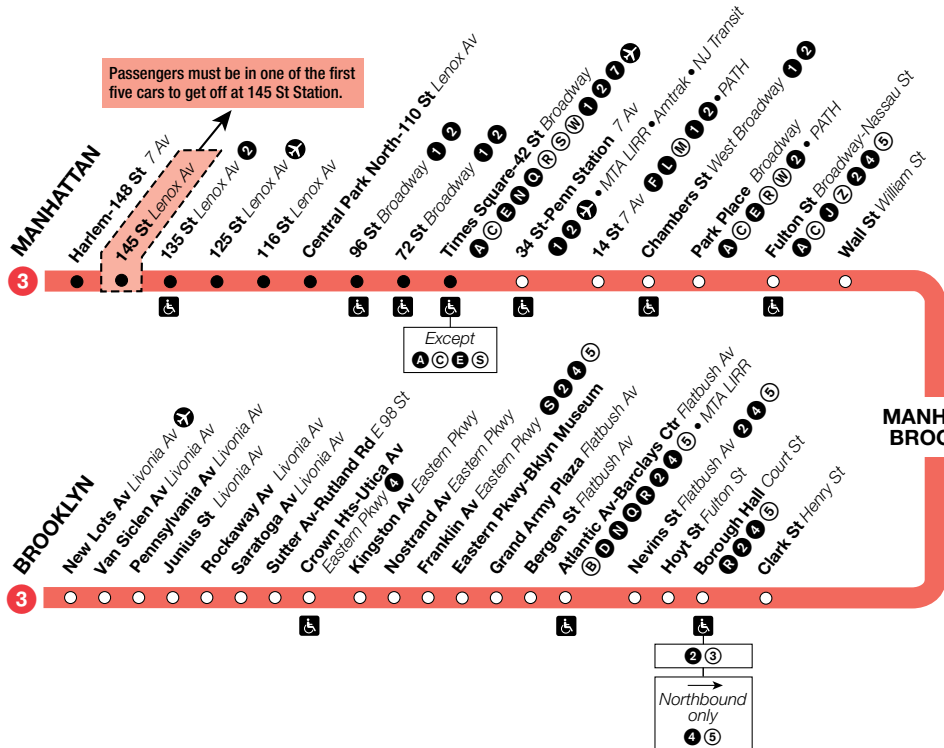 Passengers must be in one of the first
five cars to get off at 145 St Station.
MANHATTAN
3
Harlem-148 St 7 Av
145 St Lenox Av
135 St Lenox Av 2
125 St Lenox Av
116 St Lenox Av
Central Park North-110 St Lenox Av
96 St Broadway 1 2
72 St Broadway 1 2
Times Square-42 St Broadway
A C E N Q R S W 1 2 7
34 St-Penn Station 7 Av
1 2 • MTA LIRR • Amtrak • NJ Transit
14 St 7 Av F L M 1 2 • PATH
Chambers St West Broadway 1 2
Park Place Broadway
A C E R W 2 • PATH
Fulton St Broadway-Nassau St
A C J Z 2 4 5
Wall St William St
Except
A C E S
MANH
BROO
BROOKLYN
3
New Lots Av Livonia Av
Van Siclen Av Livonia Av
Pennsylvania Av Livonia Av
Junius St Livonia Av
Rockaway Av Livonia Av
Saratoga Av Livonia Av
Sutter Av-Rutland Rd E 98 St
Crown Hts-Utica Av
Eastern Pkwy 4
Kingston Av Eastern Pkwy
Nostrand Av Eastern Pkwy
Franklin Av Eastern Pkwy S 2 4 5
Eastern Pkwy-Bklyn Museum
Grand Army Plaza Flatbush Av
Bergen St Flatbush Av
Atlantic Av-Barclays Ctr Flatbush Av
B D N Q R 2 4 5 • MTA LIRR
Nevins St Flatbush Av 2 4 5
Hoyt St Fulton St
Borough Hall Court St
R 2 4 5
Clark St Henry St
2 3
Northbound
only
4 5